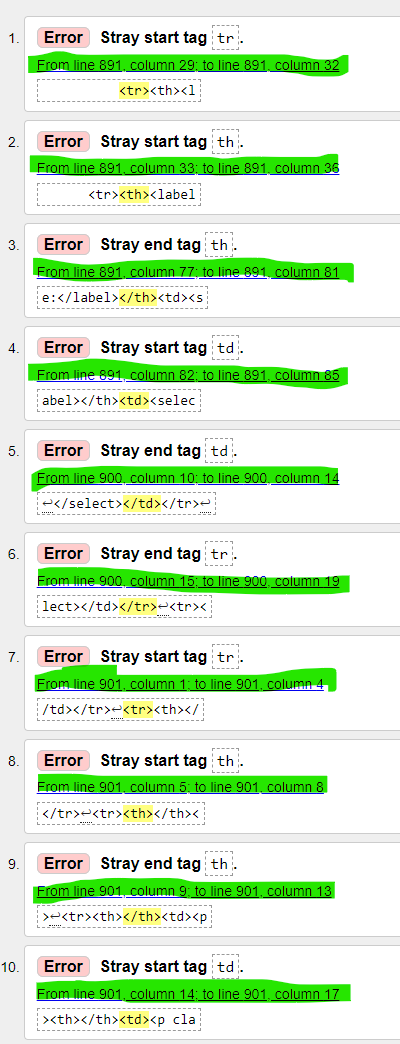 1. Error Stray start tag tr.
From line 891, column 29; to line 891, column 32
<tr><th><l
2. Error Stray start tag th.
From line 891, column 33; to line 891, column 36
<tr><th><label
3. Error Stray end tag th.
From line 891, column 77; to line 891, column 81
e:</label></th><td><s
4. Error Stray start tag td.
From line 891, column 82; to line 891, column 85
abel></th><td><selec
5. Error Stray end tag td.
From line 900, column 10; to line 900, column 14
↩</select></td></tr>↩
6. Error Stray end tag tr.
From line 900, column 15; to line 900, column 19
lect></td></tr>↩<tr><
7. Error Stray start tag tr.
From line 901, column 1; to line 901, column 4
/td></tr>↩<tr><th></
8. Error Stray start tag th.
From line 901, column 5; to line 901, column 8
</tr>↩<tr><th></th><
9. Error Stray end tag th.
From line 901, column 9; to line 901, column 13
>↩<tr><th></th><td><p
10. Error Stray start tag td.
From line 901, column 14; to line 901, column 17
><th></th><td><p cla